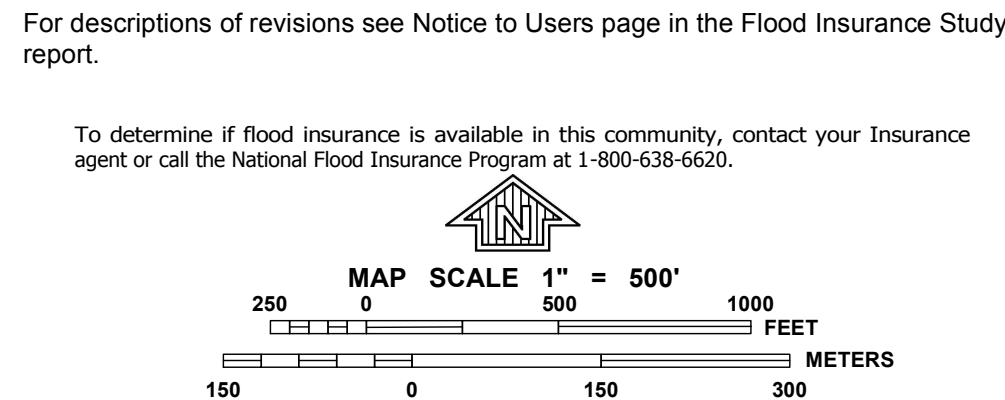 For descriptions of revisions see Notice to Users page in the Flood Insurance Study
report.
To determine if flood insurance is available in this community, contact your Insurance
agent or call the National Flood Insurance Program at 1-800-638-6620.
N
MAP SCALE 1" = 500'
250 0 500 1000
FEET
METERS
150 0 150 300